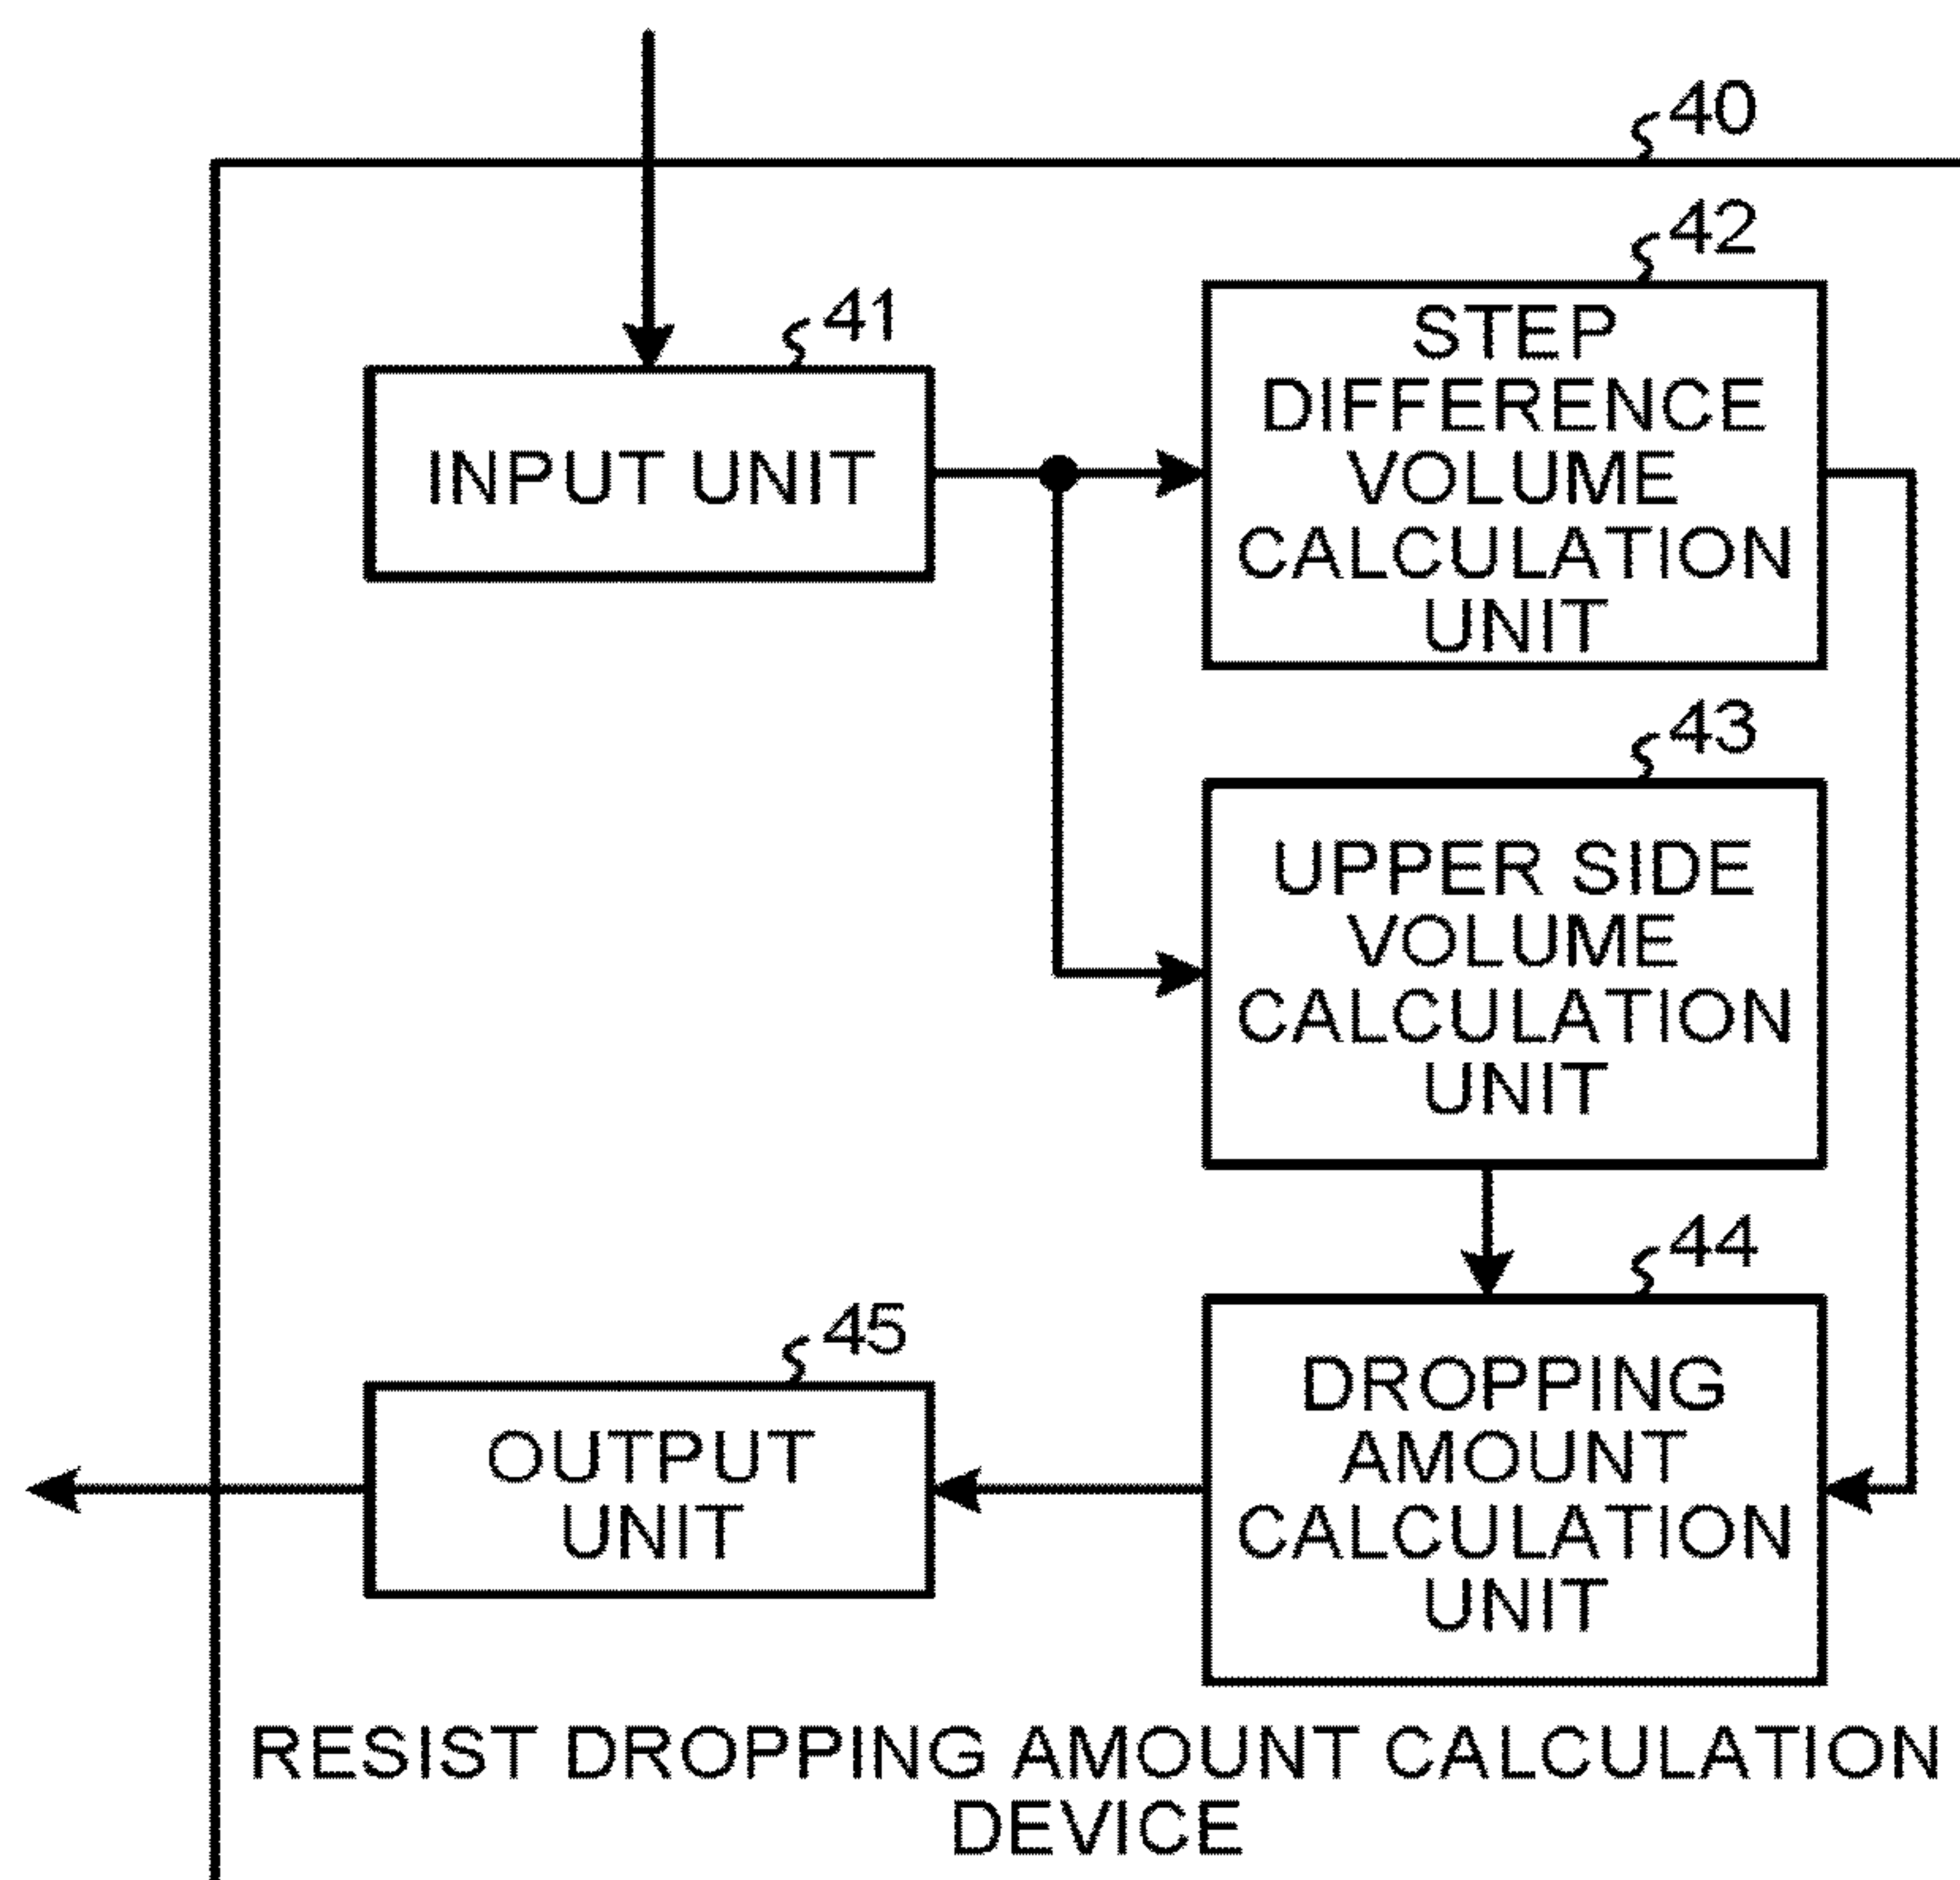 40
42
STEP
DIFFERENCE
VOLUME
CALCULATION
UNIT
41
INPUT UNIT
43
UPPER SIDE
VOLUME
CALCULATION
UNIT
44
DROPPING
AMOUNT
CALCULATION
UNIT
45
OUTPUT
UNIT
RESIST DROPPING AMOUNT CALCULATION
DEVICE